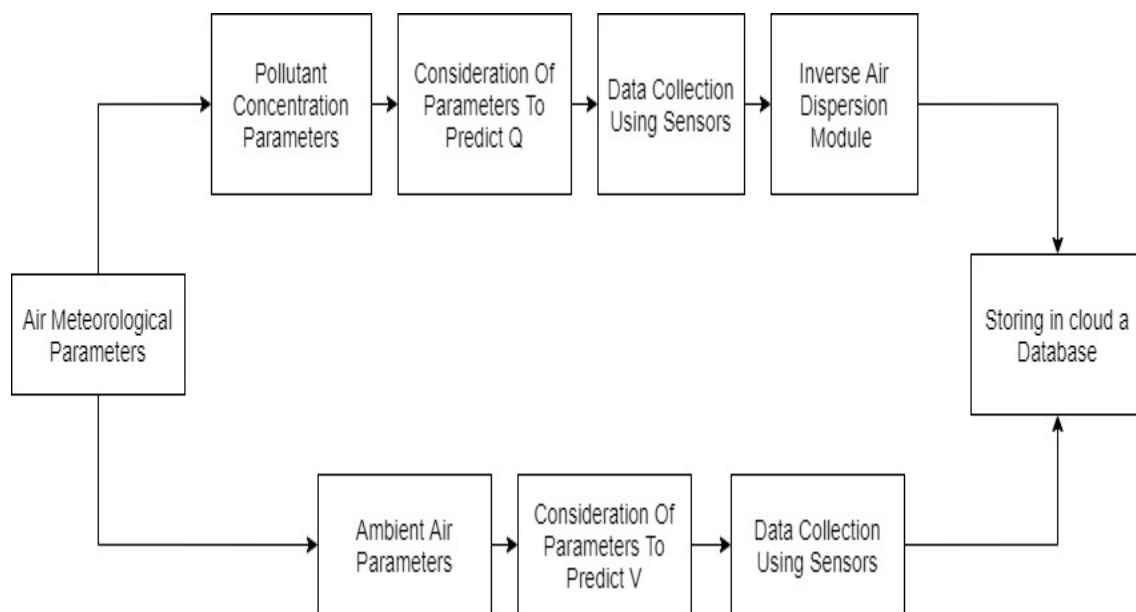 Pollutant
Concentration
Parameters
Consideration Of
Parameters To
Predict Q
Data Collection
Using Sensors
Inverse Air
Dispersion
Module
Air Meteorological
Parameters
Storing in cloud a
Database
Ambient Air
Parameters
Consideration Of
Parameters To
Predict V
Data Collection
Using Sensors